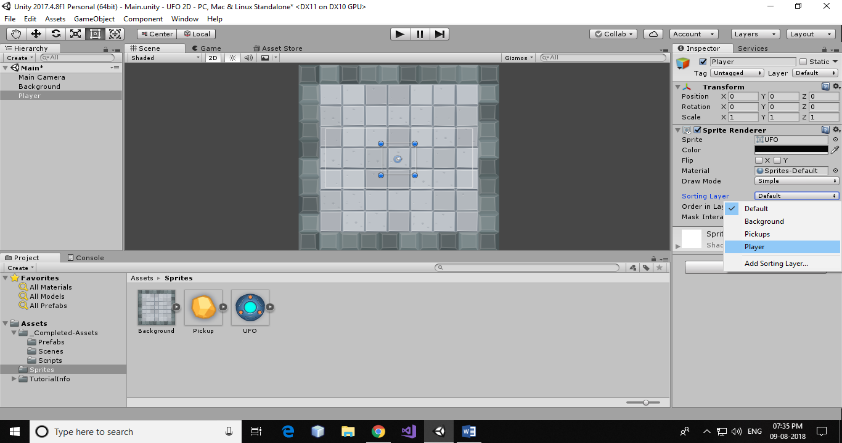 Unity 2017.4.8f1 Personal (64bit) - Main.unity - UFO 2D - PC, Mac & Linux Standalone* <DX11 on DX10 GPU>
File Edit Assets GameObject Component Window Help
Center Local
Collab Account Layers Layout
Hierarchy
Create All
Main*
Main Camera
Background
Player
Scene Game Asset Store
Shaded 2D Gizmos All
Inspector Services
Player Static
Tag Untagged Layer Default
Transform
Position X 0 Y 0 Z 0
Rotation X 0 Y 0 Z 0
Scale X 1 Y 1 Z 1
Sprite Renderer
Sprite UFO
Color
Flip X Y
Material Sprites-Default
Draw Mode Simple
Sorting Layer Default
Order in La
Mask Intera
Default
Background
Pickups
Player
Add Sorting Layer...
Sprit
Shad
Project Console
Create
Favorites
All Materials
All Models
All Prefabs
Assets
_Completed-Assets
Prefabs
Scenes
Scripts
Sprites
TutorialInfo
Assets Sprites
Background Pickup UFO
Type here to search
ENG
07:35 PM
09-08-2018